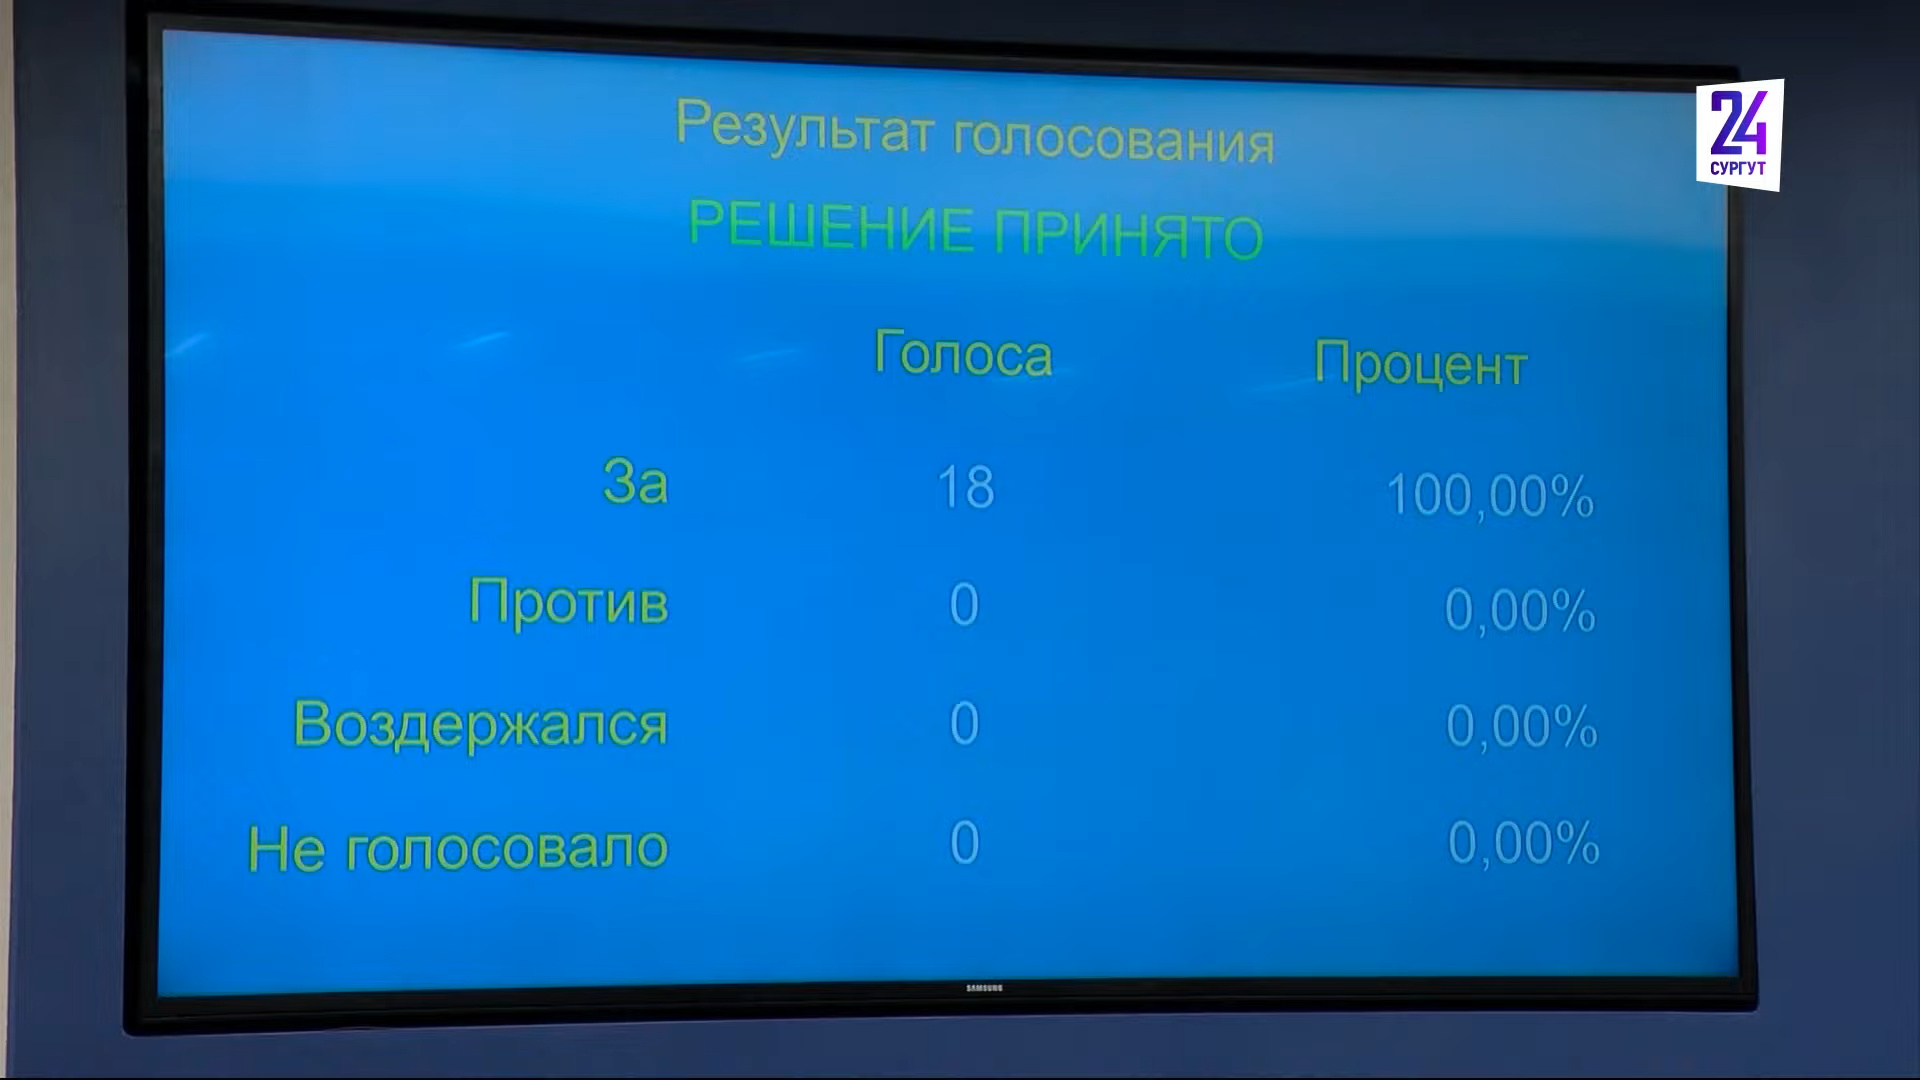 24
СУРГУТ
Результат голосования
РЕШЕНИЕ ПРИНЯТО
Голоса Процент
За 18 100,00%
Против 0 0,00%
Воздержался 0 0,00%
Не голосовало 0 0,00%
SAMSUNG